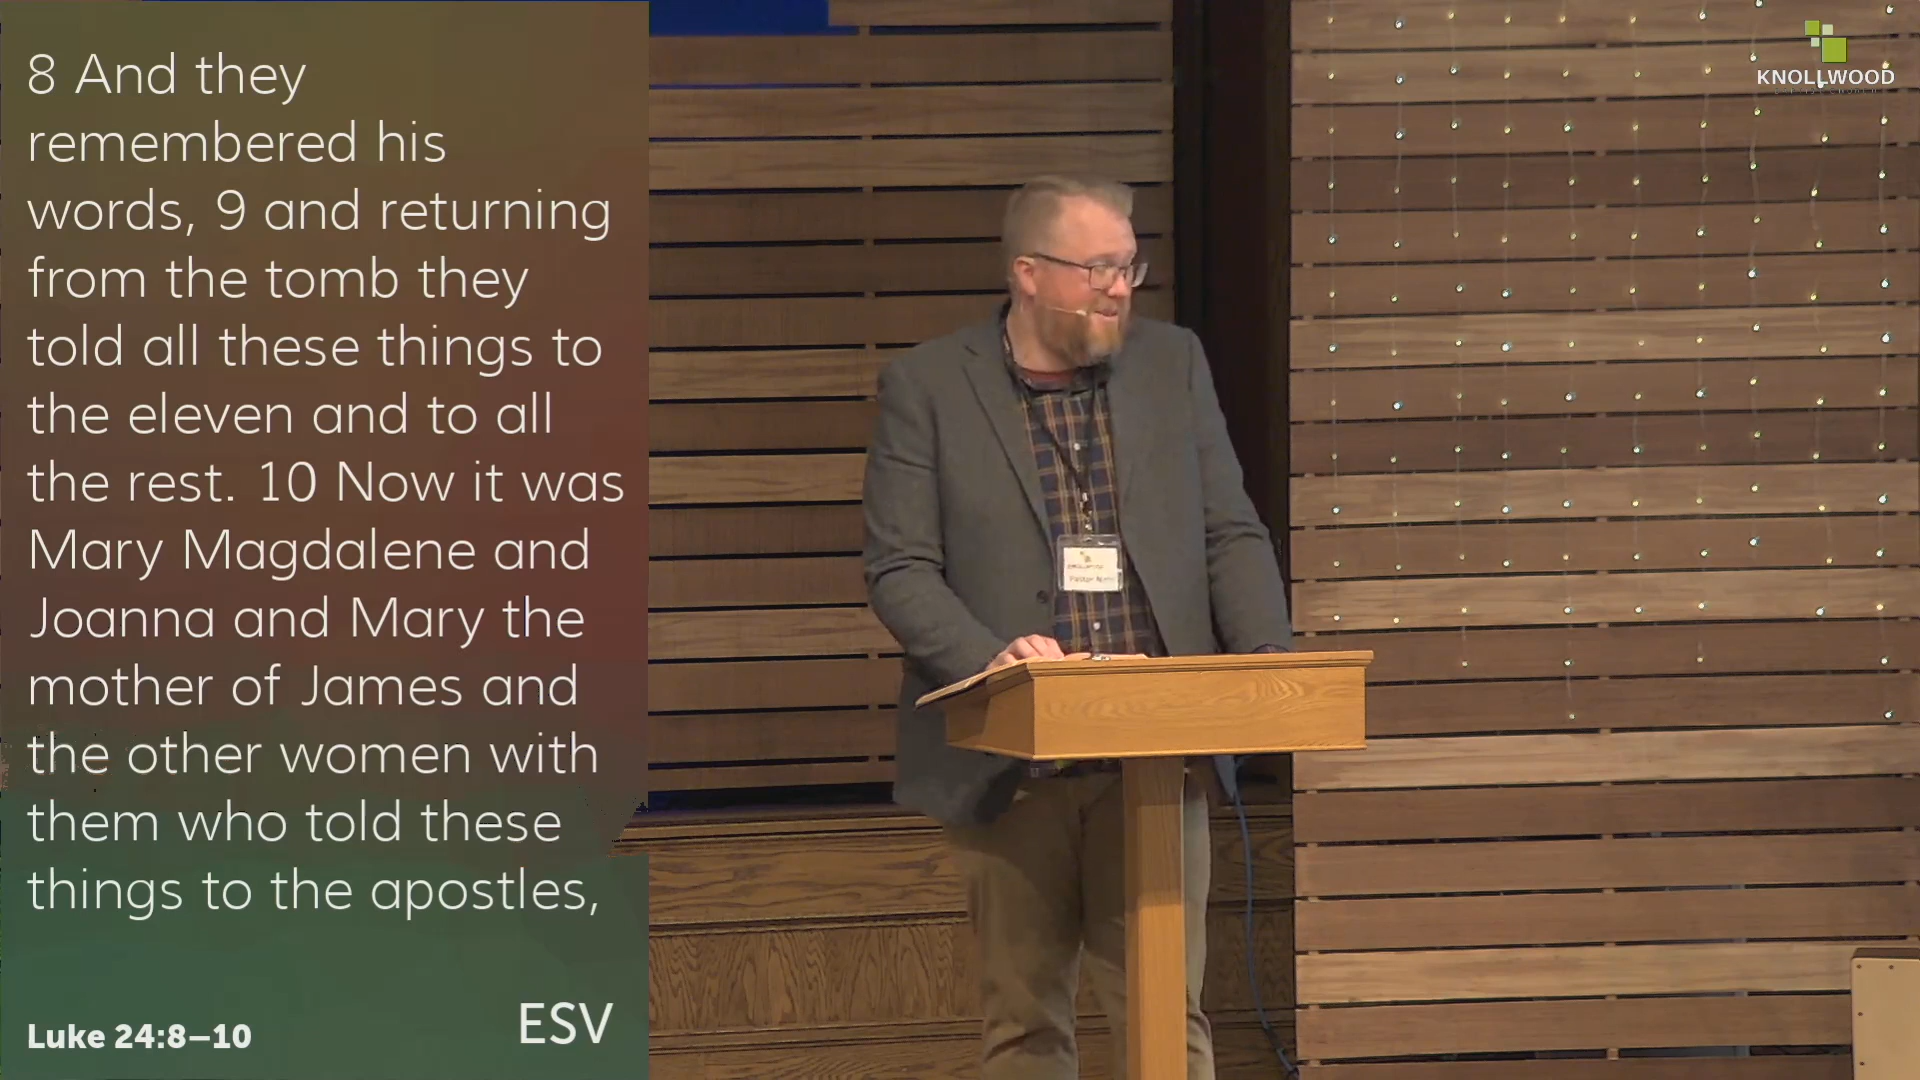 8 And they
remembered his
words, 9 and returning
from the tomb they
told all these things to
the eleven and to all
the rest. 10 Now it was
Mary Magdalene and
Joanna and Mary the
mother of James and
the other women with
them who told these
things to the apostles,
Luke 24:8–10
ESV
KNOLLWOOD
Pastor